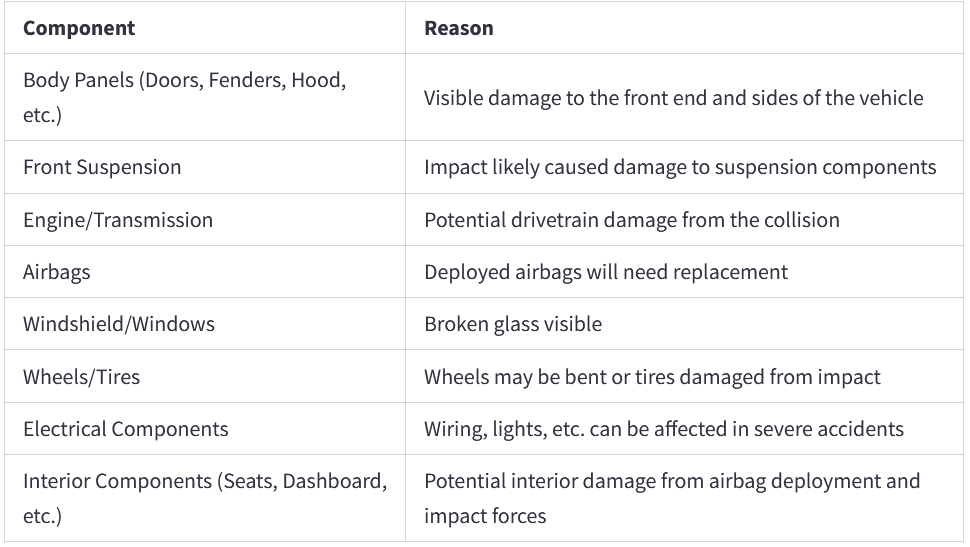 Component
Reason
Body Panels (Doors, Fenders, Hood,
etc.)
Visible damage to the front end and sides of the vehicle
Front Suspension
Impact likely caused damage to suspension components
Engine/Transmission
Potential drivetrain damage from the collision
Airbags
Deployed airbags will need replacement
Windshield/Windows
Broken glass visible
Wheels/Tires
Wheels may be bent or tires damaged from impact
Electrical Components
Wiring, lights, etc. can be affected in severe accidents
Interior Components (Seats, Dashboard,
etc.)
Potential interior damage from airbag deployment and
impact forces